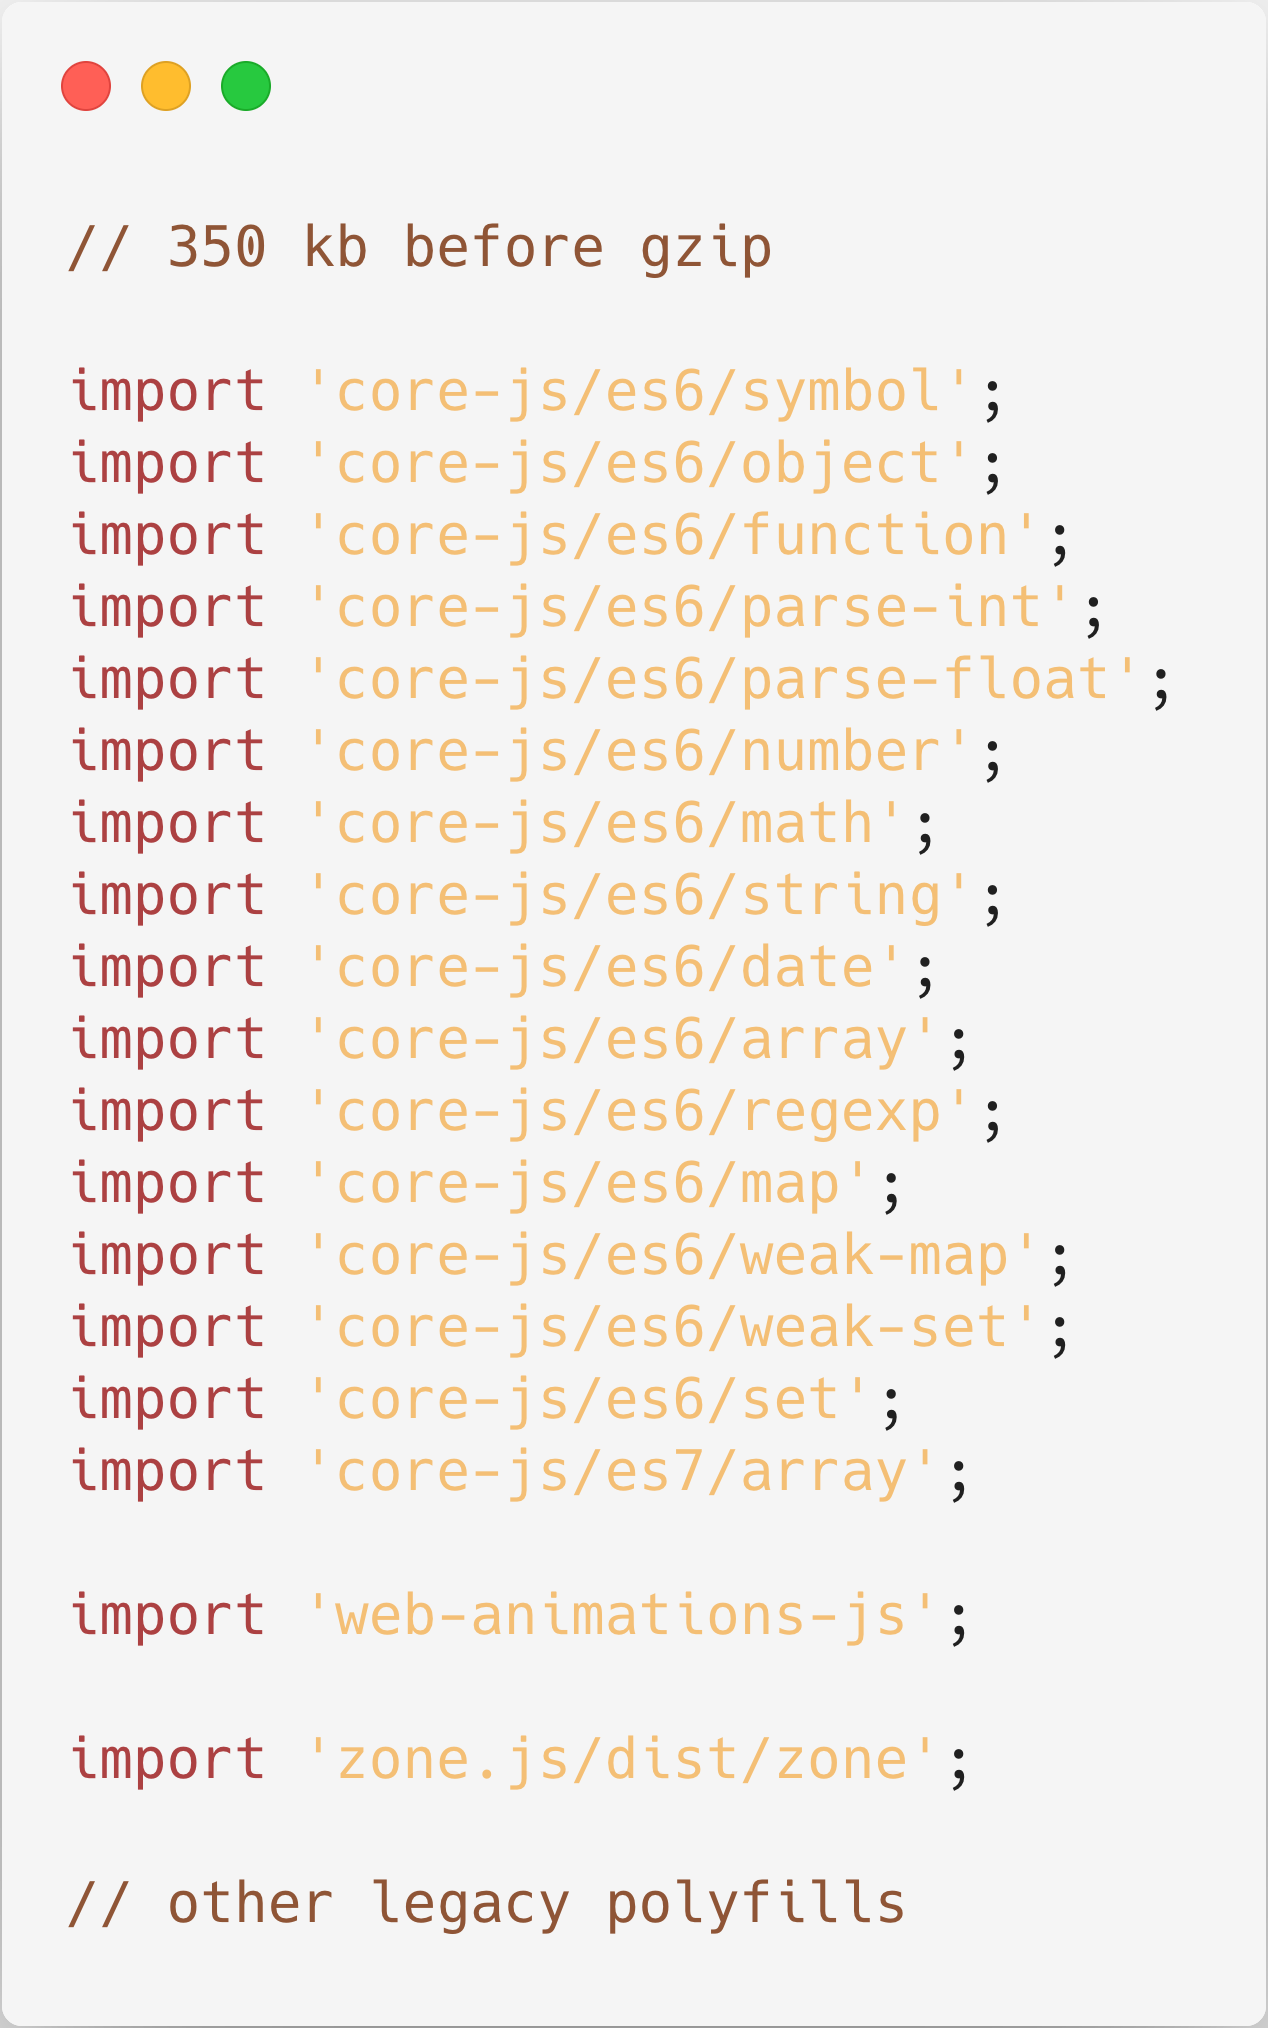 // 350 kb before gzip
import 'core-js/es6/symbol';
import 'core-js/es6/object';
import 'core-js/es6/function';
import 'core-js/es6/parse-int';
import 'core-js/es6/parse-float';
import 'core-js/es6/number';
import 'core-js/es6/math';
import 'core-js/es6/string';
import 'core-js/es6/date';
import 'core-js/es6/array';
import 'core-js/es6/regexp';
import 'core-js/es6/map';
import 'core-js/es6/weak-map';
import 'core-js/es6/weak-set';
import 'core-js/es6/set';
import 'core-js/es7/array';
import 'web-animations-js';
import 'zone.js/dist/zone';
// other legacy polyfills